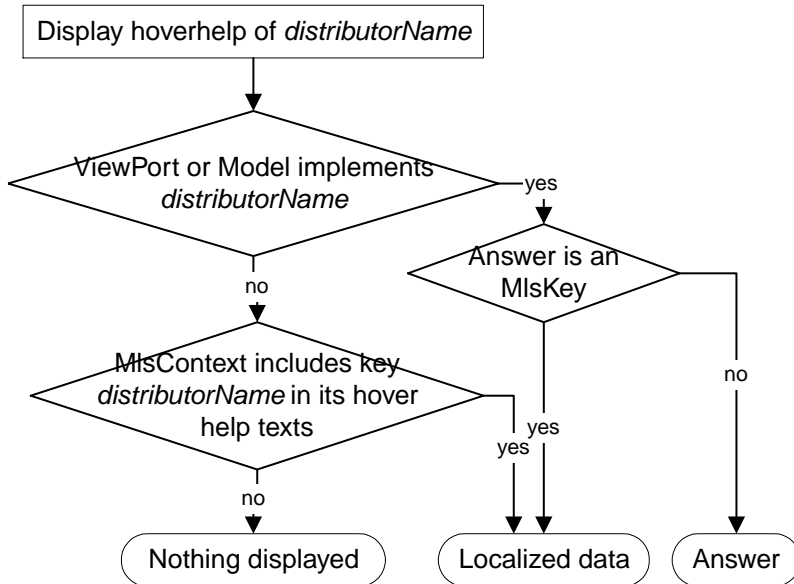 Display hoverhelp of distributorName
ViewPort or Model implements
distributorName
yes
Answer is an
MlsKey
no
MlsContext includes key
distributorName in its hover
help texts
no
yes
yes
no
Nothing displayed
Localized data
Answer